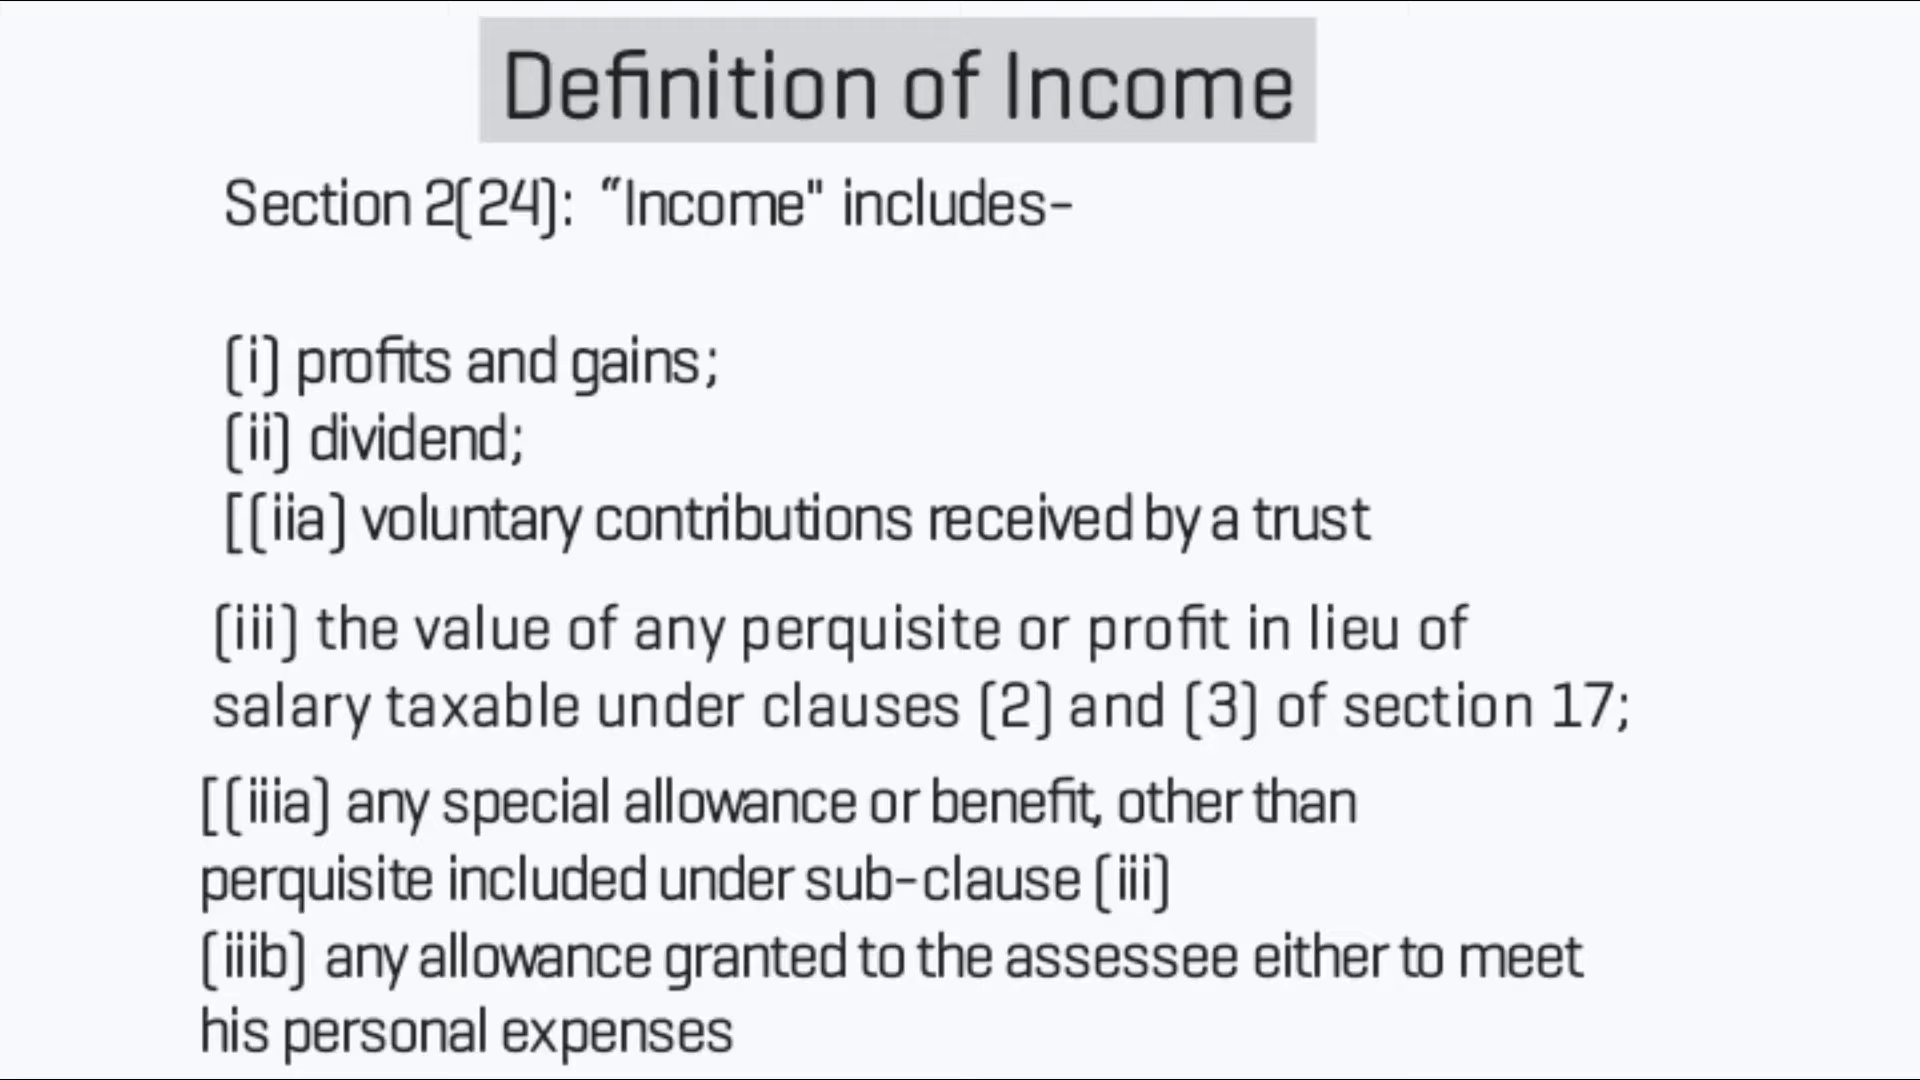 Definition of Income
Section 2(24): “Income" includes-
(i) profits and gains;
(ii) dividend;
[(iia) voluntary contributions received by a trust
(iii) the value of any perquisite or profit in lieu of
salary taxable under clauses (2) and (3) of section 17;
[(iiia) any special allowance or benefit, other than
perquisite included under sub-clause (iii)
(iiib) any allowance granted to the assessee either to meet
his personal expenses